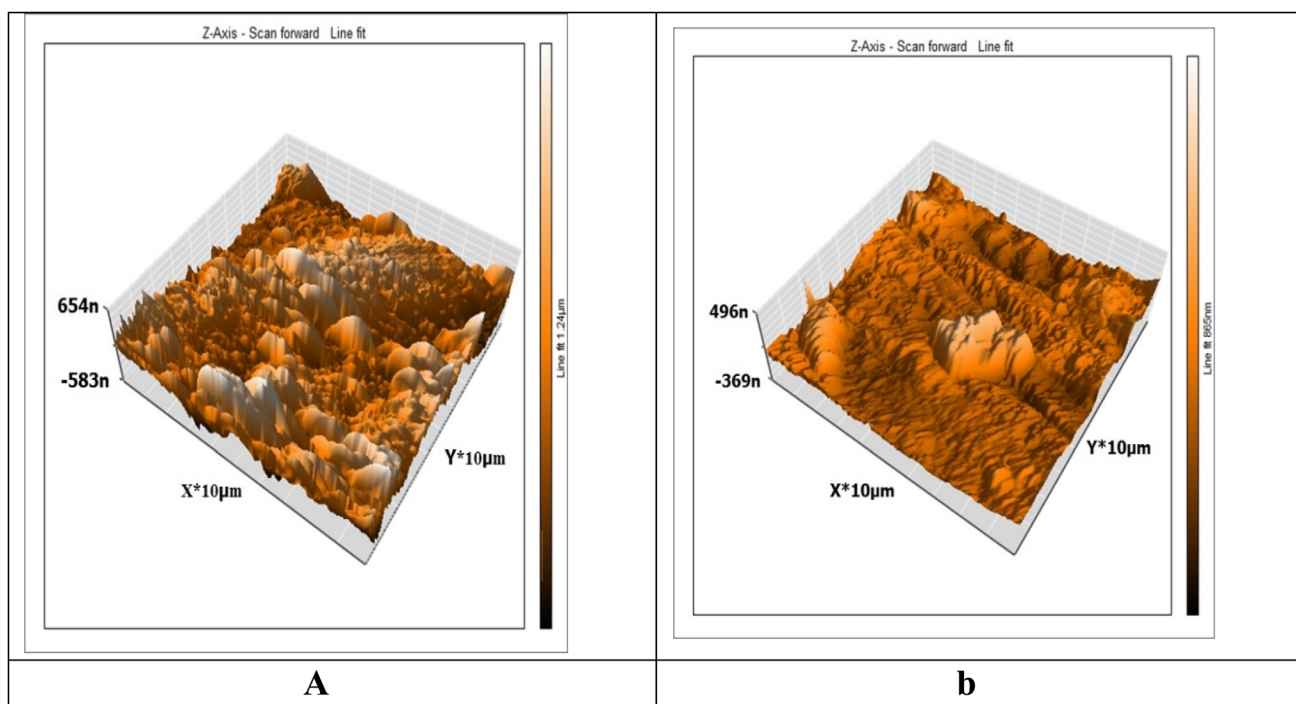 Z-Axis - Scan forward Line fit
654n
-583n
X*10µm
Y*10µm
Line fit 1.24µm
A
Z-Axis - Scan forward Line fit
496n
-369n
X*10µm
Y*10µm
Line fit 865nm
b